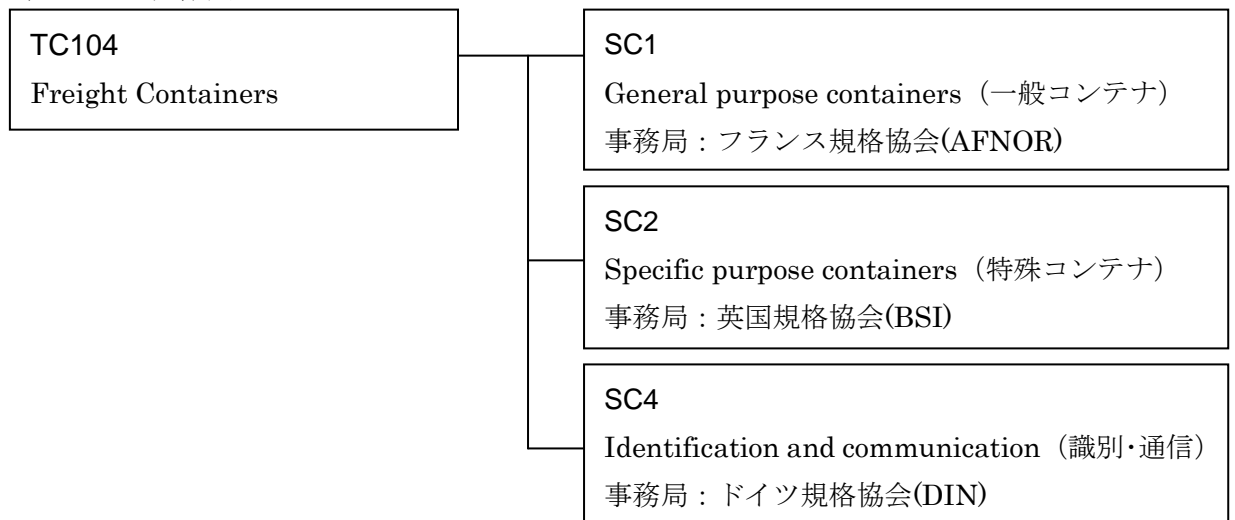 TC104
Freight Containers
SC1
General purpose containers（一般コンテナ）
事務局：フランス規格協会(AFNOR)
SC2
Specific purpose containers（特殊コンテナ）
事務局：英国規格協会(BSI)
SC4
Identification and communication（識別・通信）
事務局：ドイツ規格協会(DIN)